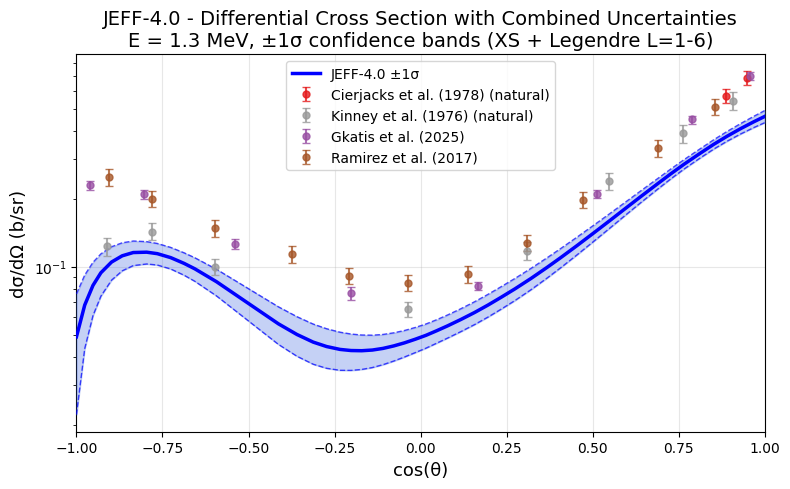 JEFF-4.0 - Differential Cross Section with Combined Uncertainties
E = 1.3 MeV, ±1σ confidence bands (XS + Legendre L=1-6)
JEFF-4.0 ±1σ
Cierjacks et al. (1978) (natural)
Kinney et al. (1976) (natural)
Gkatis et al. (2025)
Ramirez et al. (2017)
dσ/dΩ (b/sr)
10⁻¹
−1.00 −0.75 −0.50 −0.25 0.00 0.25 0.50 0.75 1.00
cos(θ)